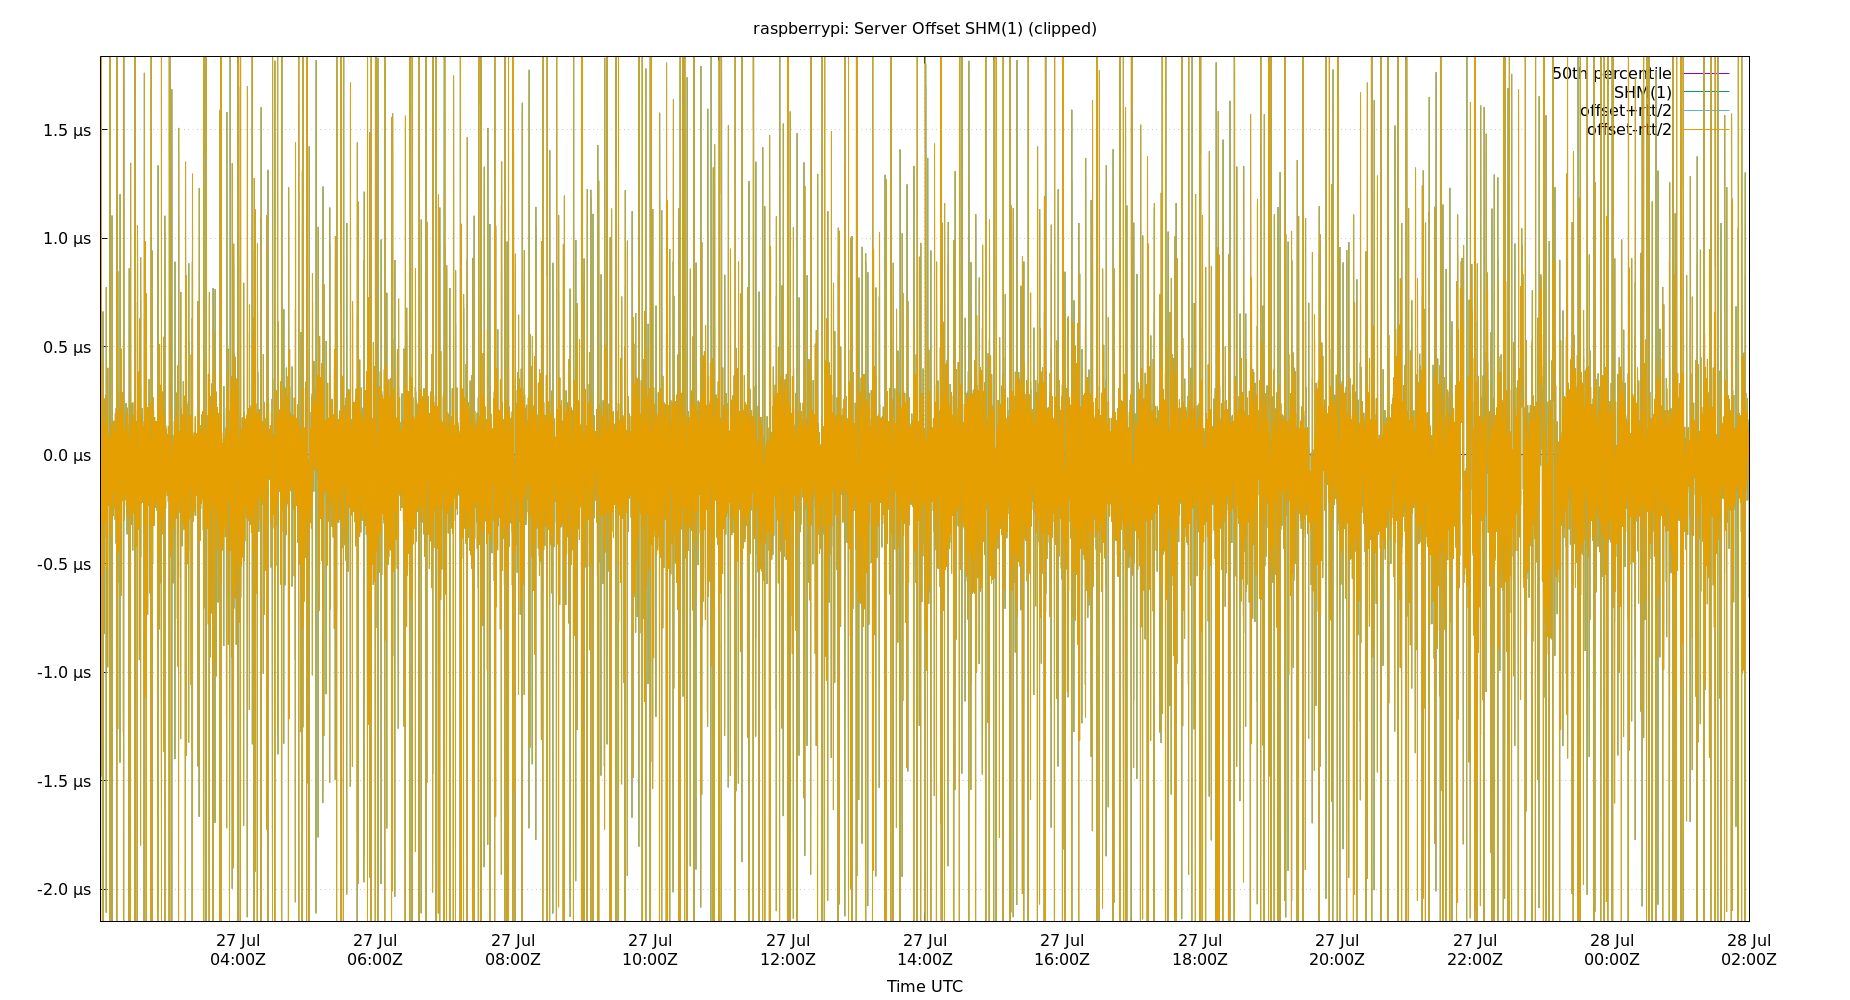 raspberrypi: Server Offset SHM(1) (clipped)
50th percentile
SHM(1)
offset+rtt/2
offset-rtt/2
1.5 µs
1.0 µs
0.5 µs
0.0 µs
-0.5 µs
-1.0 µs
-1.5 µs
-2.0 µs
27 Jul 27 Jul 27 Jul 27 Jul 27 Jul 27 Jul 27 Jul 27 Jul 27 Jul 27 Jul 28 Jul 28 Jul
04:00Z 06:00Z 08:00Z 10:00Z 12:00Z 14:00Z 16:00Z 18:00Z 20:00Z 22:00Z 00:00Z 02:00Z
Time UTC